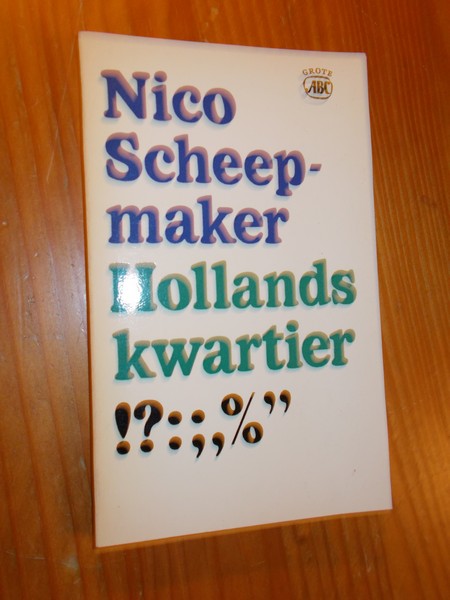 GROTE
ABC
Nico
Scheep-
maker
Hollands
kwartier
!?:;,%”